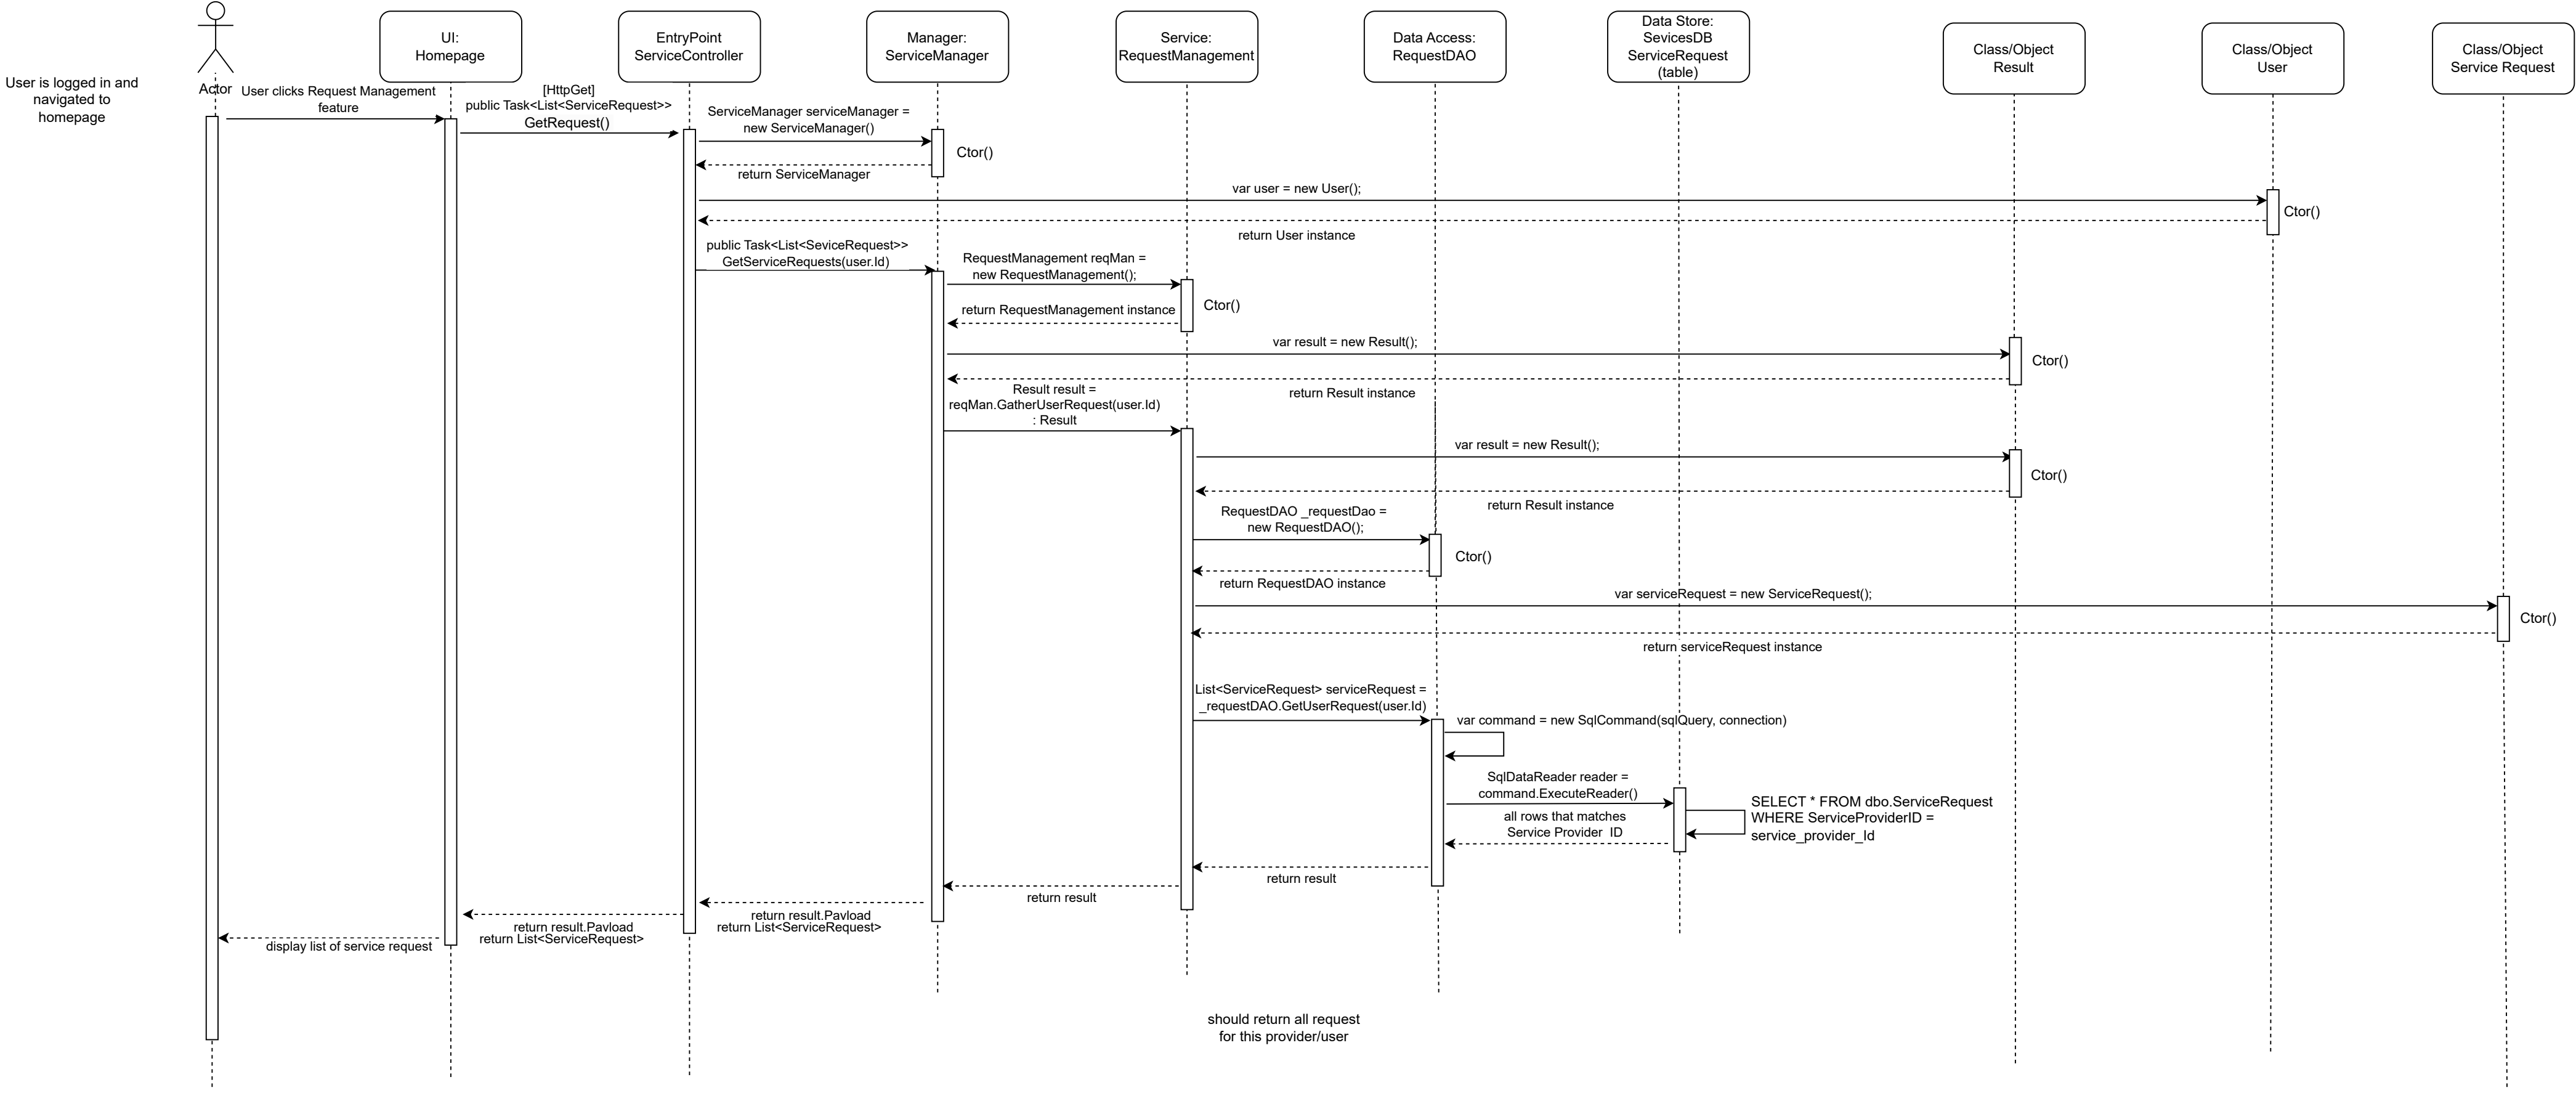 User is logged in and
navigated to
homepage
Actor
UI:
Homepage
EntryPoint
ServiceController
Manager:
ServiceManager
Service:
RequestManagement
Data Access:
RequestDAO
Data Store:
SevicesDB
ServiceRequest
(table)
Class/Object
Result
Class/Object
User
Class/Object
Service Request
User clicks Request Management
feature
[HttpGet]
public Task<List<ServiceRequest>>
GetRequest()
ServiceManager serviceManager =
new ServiceManager()
Ctor()
return ServiceManager
var user = new User();
Ctor()
return User instance
public Task<List<SeviceRequest>>
GetServiceRequests(user.Id)
RequestManagement reqMan =
new RequestManagement();
Ctor()
return RequestManagement instance
var result = new Result();
Ctor()
return Result instance
Result result =
reqMan.GatherUserRequest(user.Id)
: Result
var result = new Result();
Ctor()
return Result instance
RequestDAO _requestDao =
new RequestDAO();
Ctor()
return RequestDAO instance
var serviceRequest = new ServiceRequest();
Ctor()
return serviceRequest instance
List<ServiceRequest> serviceRequest =
_requestDAO.GetUserRequest(user.Id)
var command = new SqlCommand(sqlQuery, connection)
SqlDataReader reader =
command.ExecuteReader()
SELECT * FROM dbo.ServiceRequest
WHERE ServiceProviderID =
service_provider_Id
all rows that matches
Service Provider ID
return result
return result
return result.Payload
return List<ServiceRequest>
return result.Payload
return List<ServiceRequest>
display list of service request
should return all request
for this provider/user